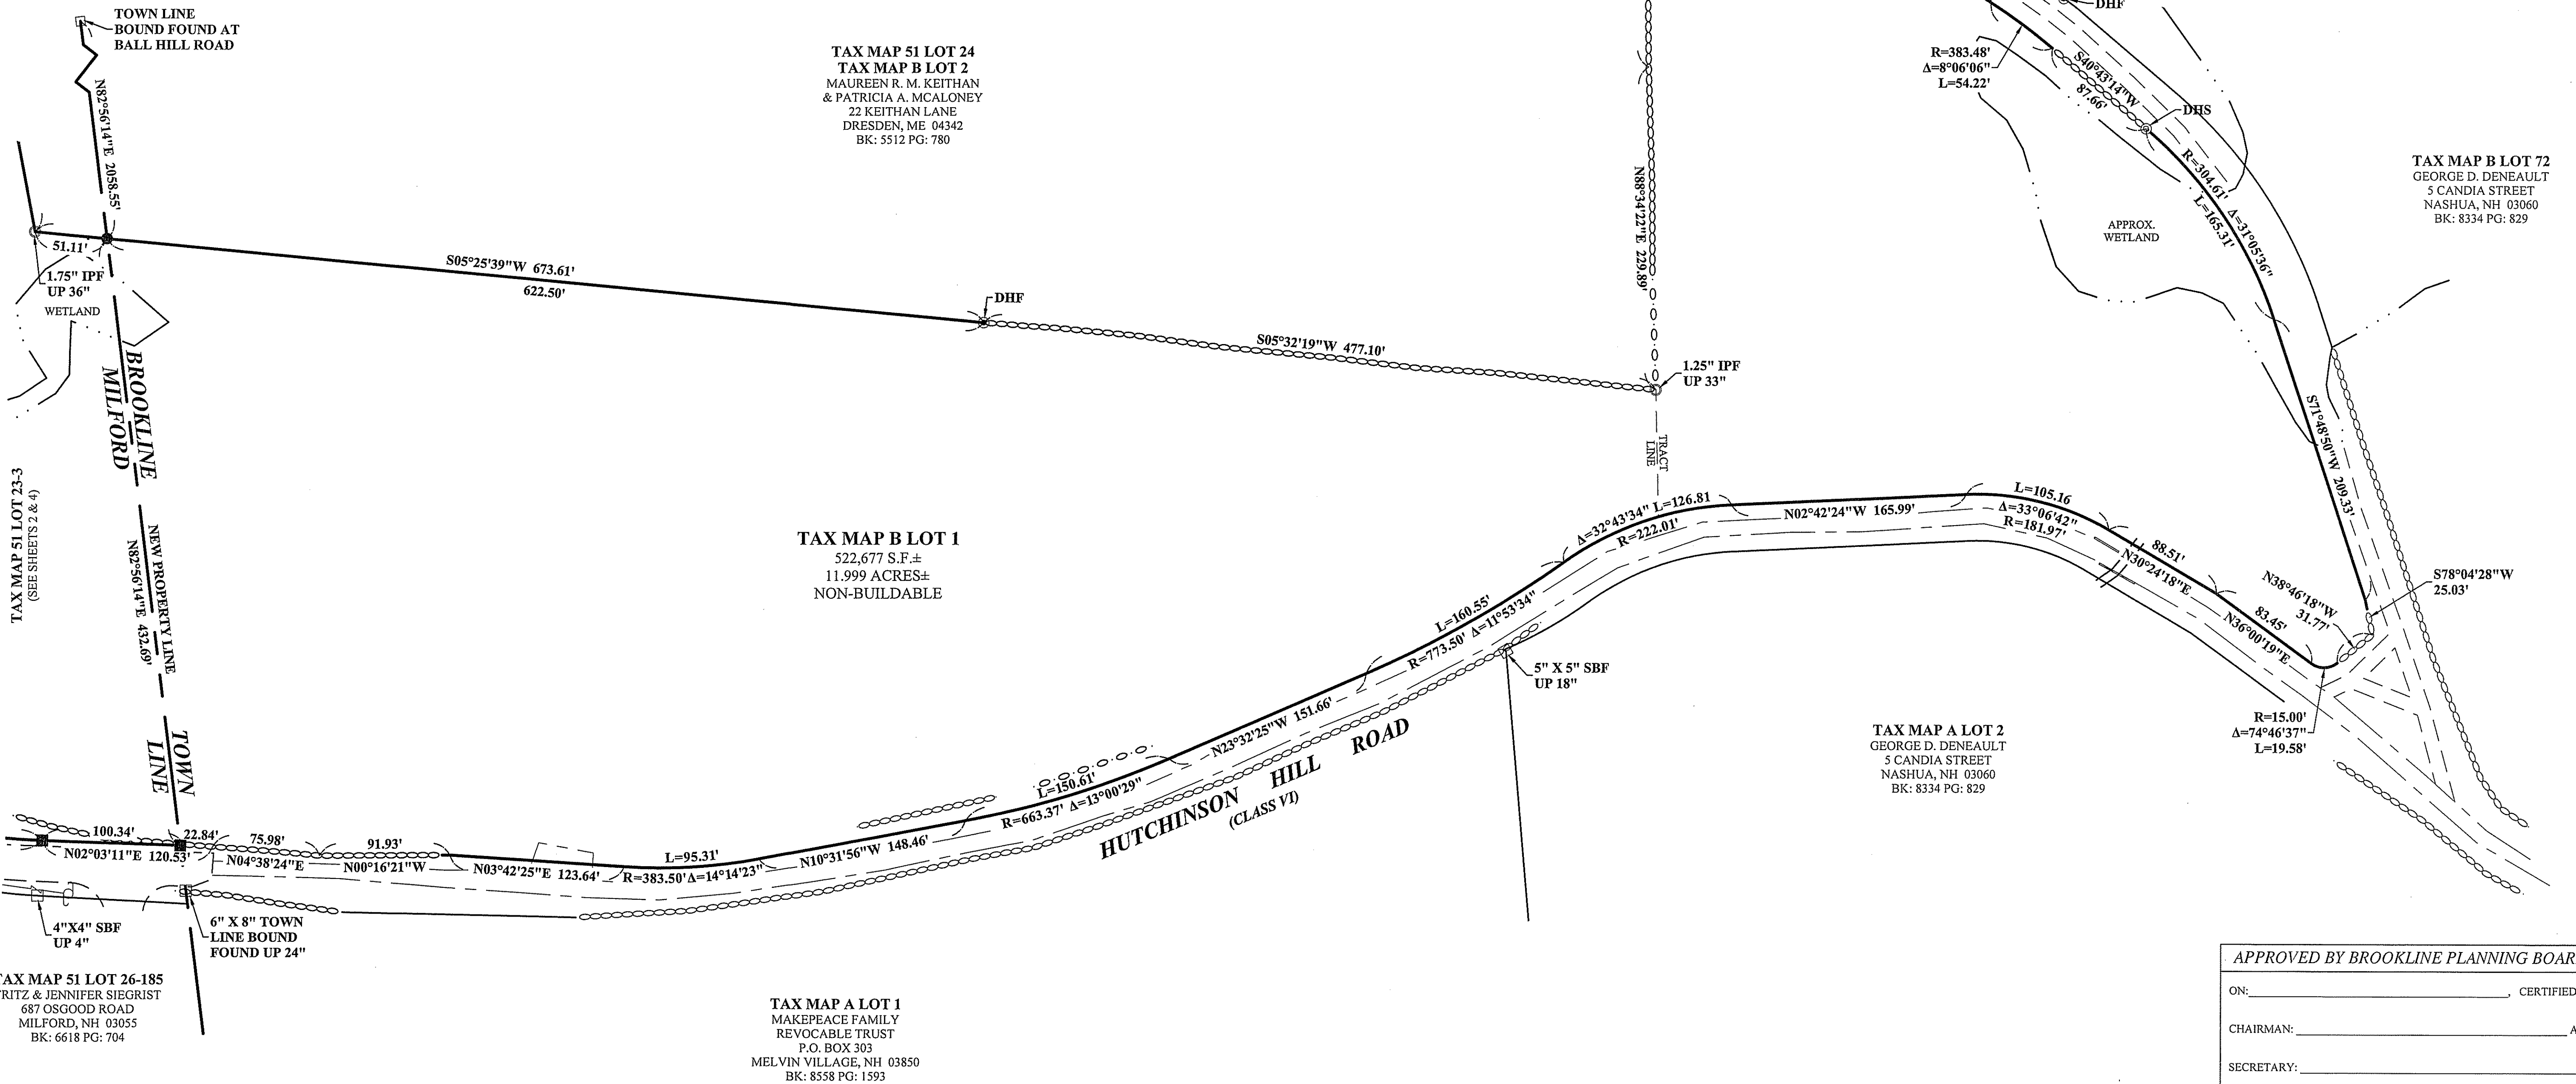 TOWN LINE
BOUND FOUND AT
BALL HILL ROAD
N82°56'14"E 2058.55'
51.11'
1.75" IPF
UP 36"
WETLAND
S05°25'39"W 673.61'
622.50'
DHF
S05°32'19"W 477.10'
TAX MAP 51 LOT 24
TAX MAP B LOT 2
MAUREEN R. M. KEITHAN
& PATRICIA A. MCALONEY
22 KEITHAN LANE
DRESDEN, ME 04342
BK: 5512 PG: 780
N88°34'22"E 229.89'
1.25" IPF
UP 33"
TRACT
LINE
DHF
R=383.48'
Δ=8°06'06"
L=54.22'
S40°43'14"W
87.66'
DHS
R=304.61' Δ=31°05'36"
L=165.31'
APPROX.
WETLAND
TAX MAP B LOT 72
GEORGE D. DENEAULT
5 CANDIA STREET
NASHUA, NH 03060
BK: 8334 PG: 829
S71°48'50"W 209.33'
S78°04'28"W
25.03'
N38°46'18"W
31.77'
R=15.00'
Δ=74°46'37"
L=19.58'
BROOKLINE
MILFORD
TAX MAP 51 LOT 23-3
(SEE SHEETS 2 & 4)
NEW PROPERTY LINE
N82°56'14"E 432.69'
TOWN
LINE
TAX MAP B LOT 1
522,677 S.F.±
11.999 ACRES±
NON-BUILDABLE
100.34'
22.84'
N02°03'11"E 120.53'
75.98'
N04°38'24"E
91.93'
N00°16'21"W
N03°42'25"E 123.64'
L=95.31'
R=383.50' Δ=14°14'23"
N10°31'56"W 148.46'
L=150.61'
R=663.37' Δ=13°00'29"
N23°32'25"W 151.66'
L=160.55'
R=773.50' Δ=11°53'34"
Δ=32°43'34" L=126.81
R=222.01'
N02°42'24"W 165.99'
L=105.16
Δ=33°06'42"
R=181.97'
88.51'
N30°24'18"E
83.45'
N36°00'19"E
5" X 5" SBF
UP 18"
HUTCHINSON HILL ROAD
(CLASS VI)
TAX MAP A LOT 2
GEORGE D. DENEAULT
5 CANDIA STREET
NASHUA, NH 03060
BK: 8334 PG: 829
4"X4" SBF
UP 4"
6" X 8" TOWN
LINE BOUND
FOUND UP 24"
TAX MAP 51 LOT 26-185
RITZ & JENNIFER SIEGRIST
687 OSGOOD ROAD
MILFORD, NH 03055
BK: 6618 PG: 704
TAX MAP A LOT 1
MAKEPEACE FAMILY
REVOCABLE TRUST
P.O. BOX 303
MELVIN VILLAGE, NH 03850
BK: 8558 PG: 1593
APPROVED BY BROOKLINE PLANNING BOAR
ON: , CERTIFIED
CHAIRMAN: A
SECRETARY: